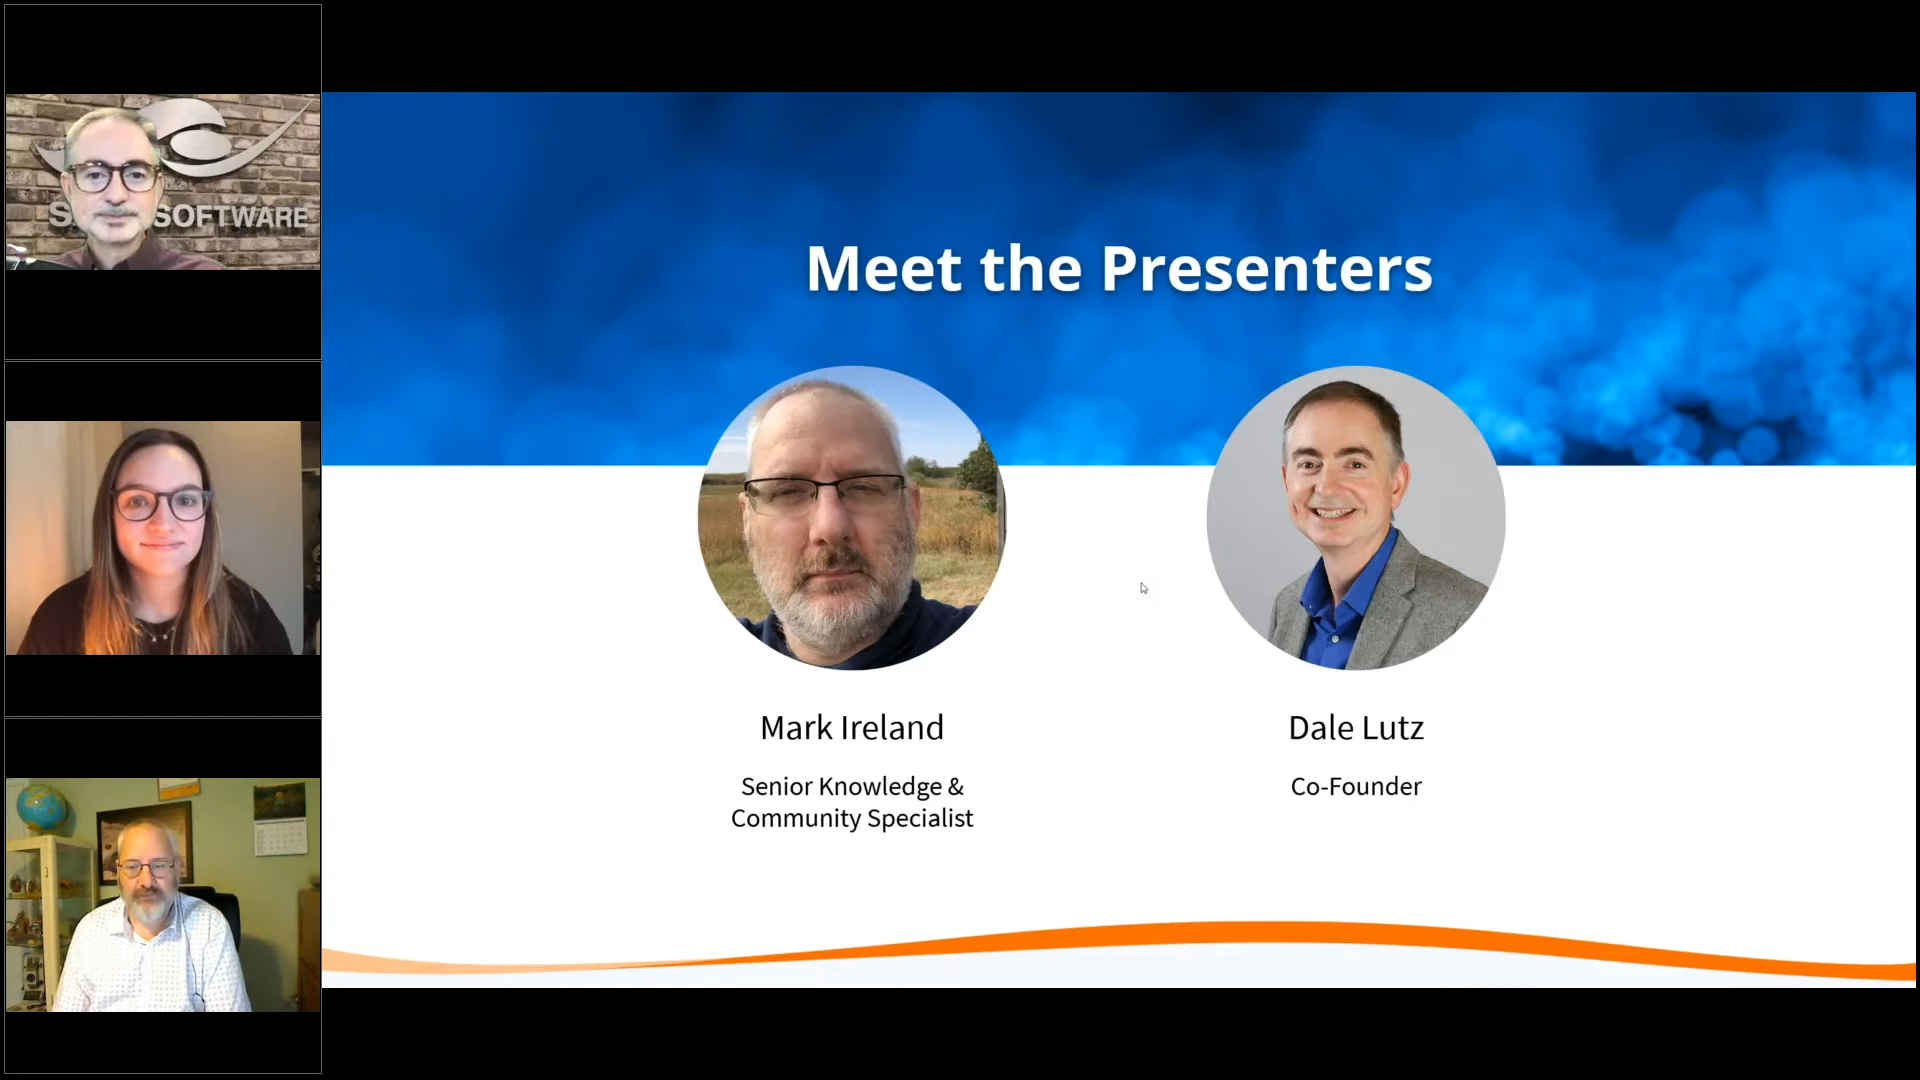 SOFTWARE
Meet the Presenters
Mark Ireland
Senior Knowledge &
Community Specialist
Dale Lutz
Co-Founder